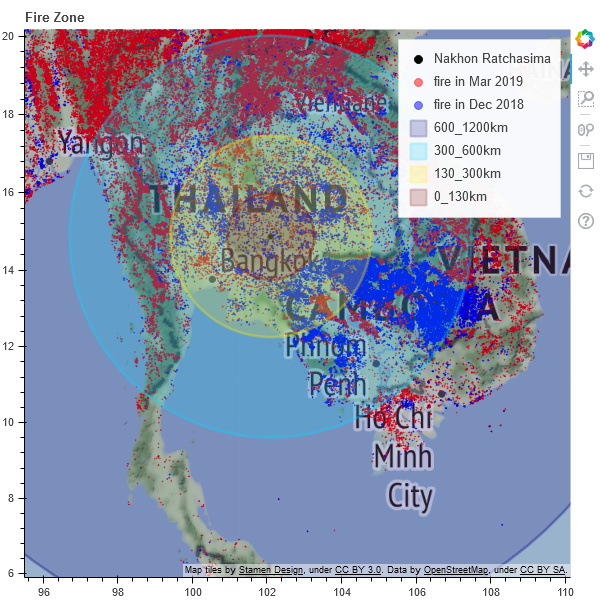 Fire Zone
20
18
16
14
12
10
8
6
96
98
100
102
104
106
108
110
Nakhon Ratchasima
fire in Mar 2019
fire in Dec 2018
600_1200km
300_600km
130_300km
0_130km
Yangon
Vientiane
THAILAND
Bangkok
VIETNA
CAMBODIA
Phnom
Penh
Ho Chi
Minh
City
Map tiles by Stamen Design, under CC BY 3.0. Data by OpenStreetMap, under CC BY SA.